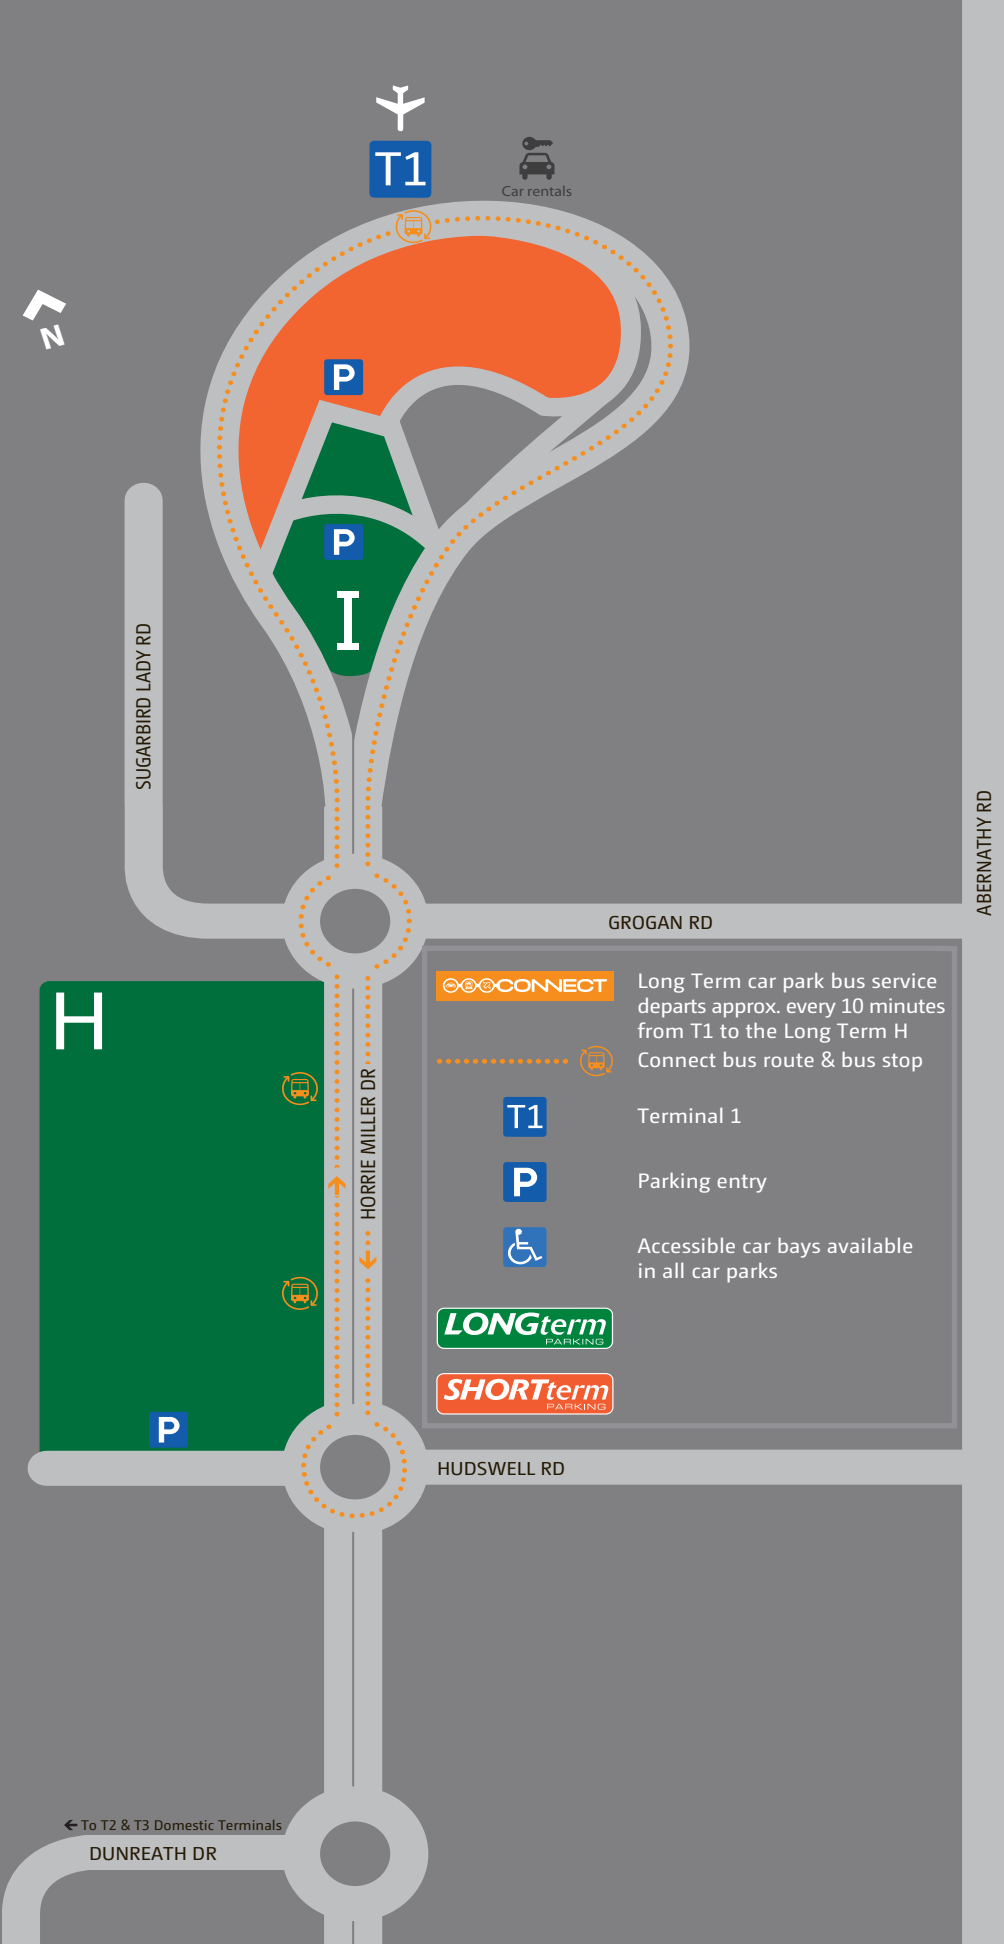 T1
Car rentals
N
P
P
I
SUGARBIRD LADY RD
ABERNATHY RD
GROGAN RD
H
HORRIE MILLER DR
CONNECT
Long Term car park bus service
departs approx. every 10 minutes
from T1 to the Long Term H
Connect bus route & bus stop
T1
Terminal 1
P
Parking entry
Accessible car bays available
in all car parks
LONGterm
PARKING
SHORTterm
PARKING
P
HUDSWELL RD
To T2 & T3 Domestic Terminals
DUNREATH DR